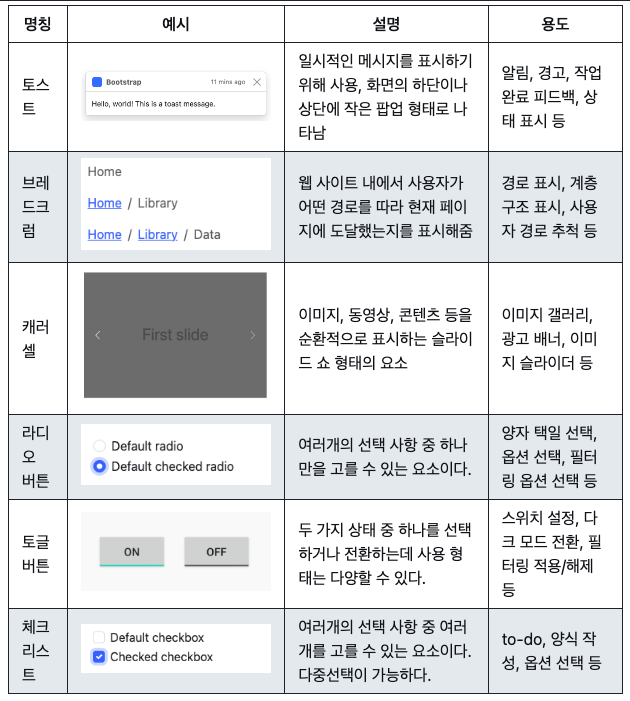 명칭
예시
설명
용도
토스
트
Bootstrap
11 mins ago
Hello, world! This is a toast message.
일시적인 메시지를 표시하기
위해 사용, 화면의 하단이나
상단에 작은 팝업 형태로 나
타남
알림, 경고, 작업
완료 피드백, 상
태 표시 등
브레
드크
럼
Home
Home / Library
Home / Library / Data
웹 사이트 내에서 사용자가
어떤 경로를 따라 현재 페이
지에 도달했는지를 표시해줌
경로 표시, 계층
구조 표시, 사용
자 경로 추척 등
캐러
셀
First slide
이미지, 동영상, 콘텐츠 등을
순환적으로 표시하는 슬라이
드 쇼 형태의 요소
이미지 갤러리,
광고 배너, 이미
지 슬라이더 등
라디
오
버튼
Default radio
Default checked radio
여러개의 선택 사항 중 하나
만을 고를 수 있는 요소이다.
양자 택일 선택,
옵션 선택, 필터
링 옵션 선택 등
토글
버튼
ON
OFF
두 가지 상태 중 하나를 선택
하거나 전환하는데 사용 형
태는 다양할 수 있다.
스위치 설정, 다
크 모드 전환, 필
터링 적용/해제
등
체크
리스
트
Default checkbox
Checked checkbox
여러개의 선택 사항 중 여러
개를 고를 수 있는 요소이다.
다중선택이 가능하다.
to-do, 양식 작
성, 옵션 선택 등